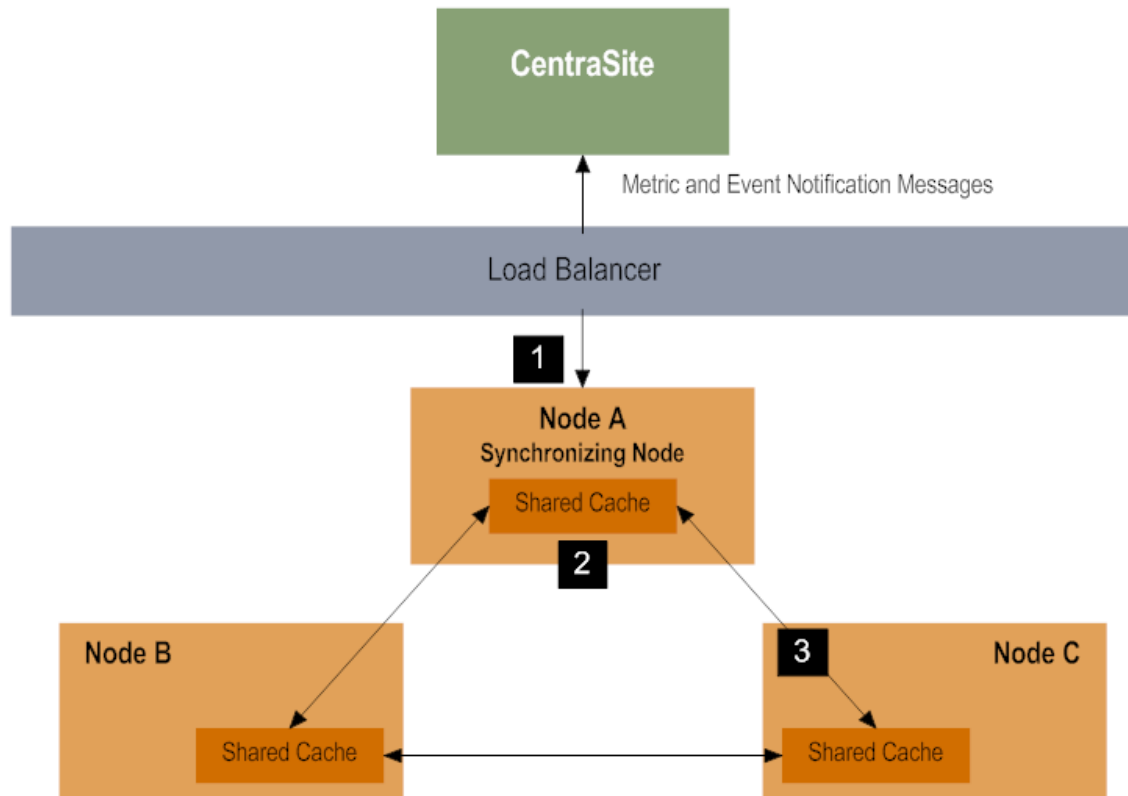 CentraSite
Metric and Event Notification Messages
Load Balancer
1
Node A
Synchronizing Node
Shared Cache
2
Node B
3
Node C
Shared Cache
Shared Cache